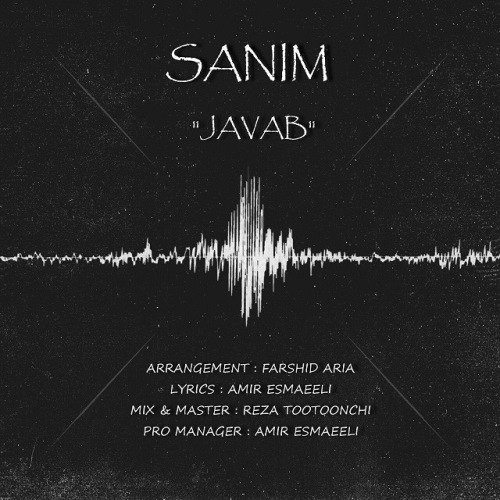 SANIM
"JAVAB"
ARRANGEMENT : FARSHID ARIA
LYRICS : AMIR ESMAEELI
MIX & MASTER : REZA TOOTOONCHI
PRO MANAGER : AMIR ESMAEELI